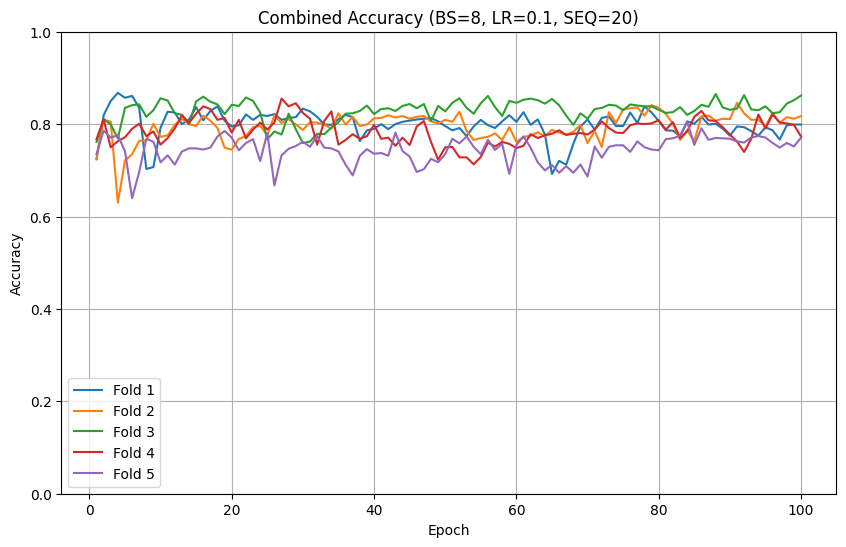 Combined Accuracy (BS=8, LR=0.1, SEQ=20)
Accuracy
1.0
0.8
0.6
0.4
0.2
0.0
Fold 1
Fold 2
Fold 3
Fold 4
Fold 5
0 20 40 60 80 100
Epoch